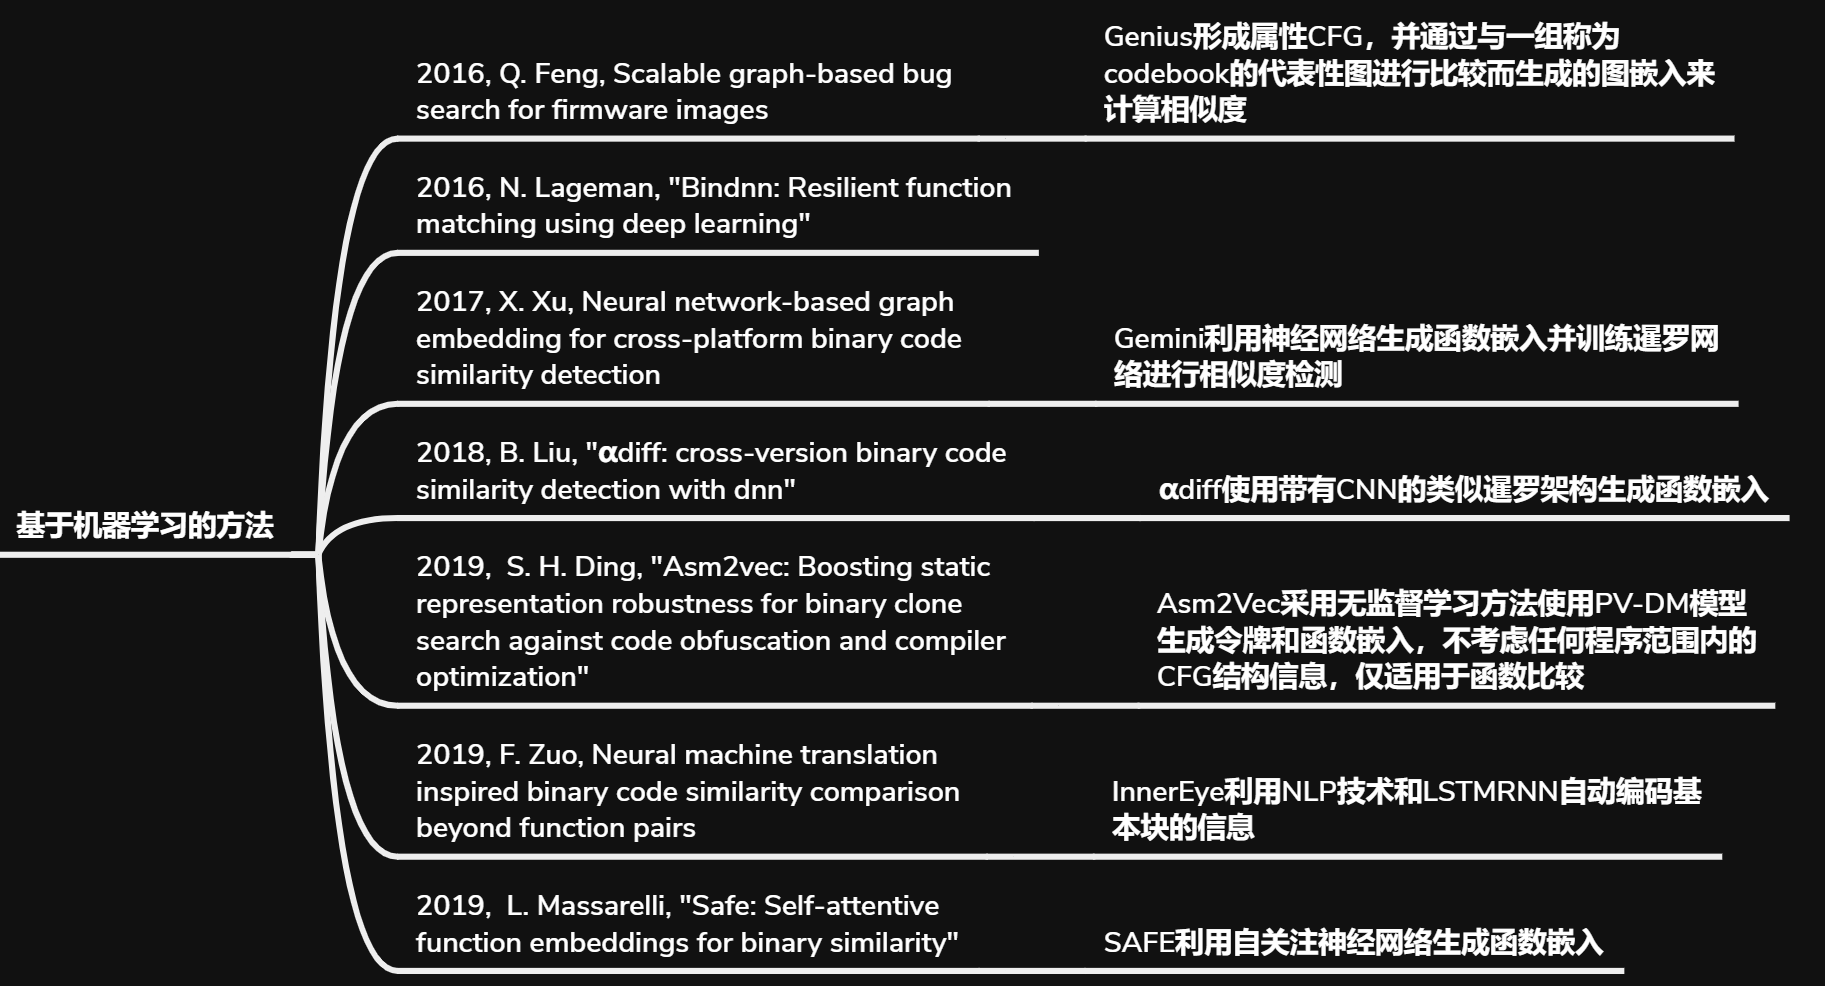 基于机器学习的方法
2016, Q. Feng, Scalable graph-based bug
search for firmware images
Genius形成属性CFG，并通过与一组称为
codebook的代表性图进行比较而生成的图嵌入来
计算相似度
2016, N. Lageman, "Bindnn: Resilient function
matching using deep learning"
2017, X. Xu, Neural network-based graph
embedding for cross-platform binary code
similarity detection
Gemini利用神经网络生成函数嵌入并训练暹罗网
络进行相似度检测
2018, B. Liu, "αdiff: cross-version binary code
similarity detection with dnn"
αdiff使用带有CNN的类似暹罗架构生成函数嵌入
2019,  S. H. Ding, "Asm2vec: Boosting static
representation robustness for binary clone
search against code obfuscation and compiler
optimization"
Asm2Vec采用无监督学习方法使用PV-DM模型
生成令牌和函数嵌入，不考虑任何程序范围内的
CFG结构信息，仅适用于函数比较
2019, F. Zuo, Neural machine translation
inspired binary code similarity comparison
beyond function pairs
InnerEye利用NLP技术和LSTMRNN自动编码基
本块的信息
2019,  L. Massarelli, "Safe: Self-attentive
function embeddings for binary similarity"
SAFE利用自关注神经网络生成函数嵌入